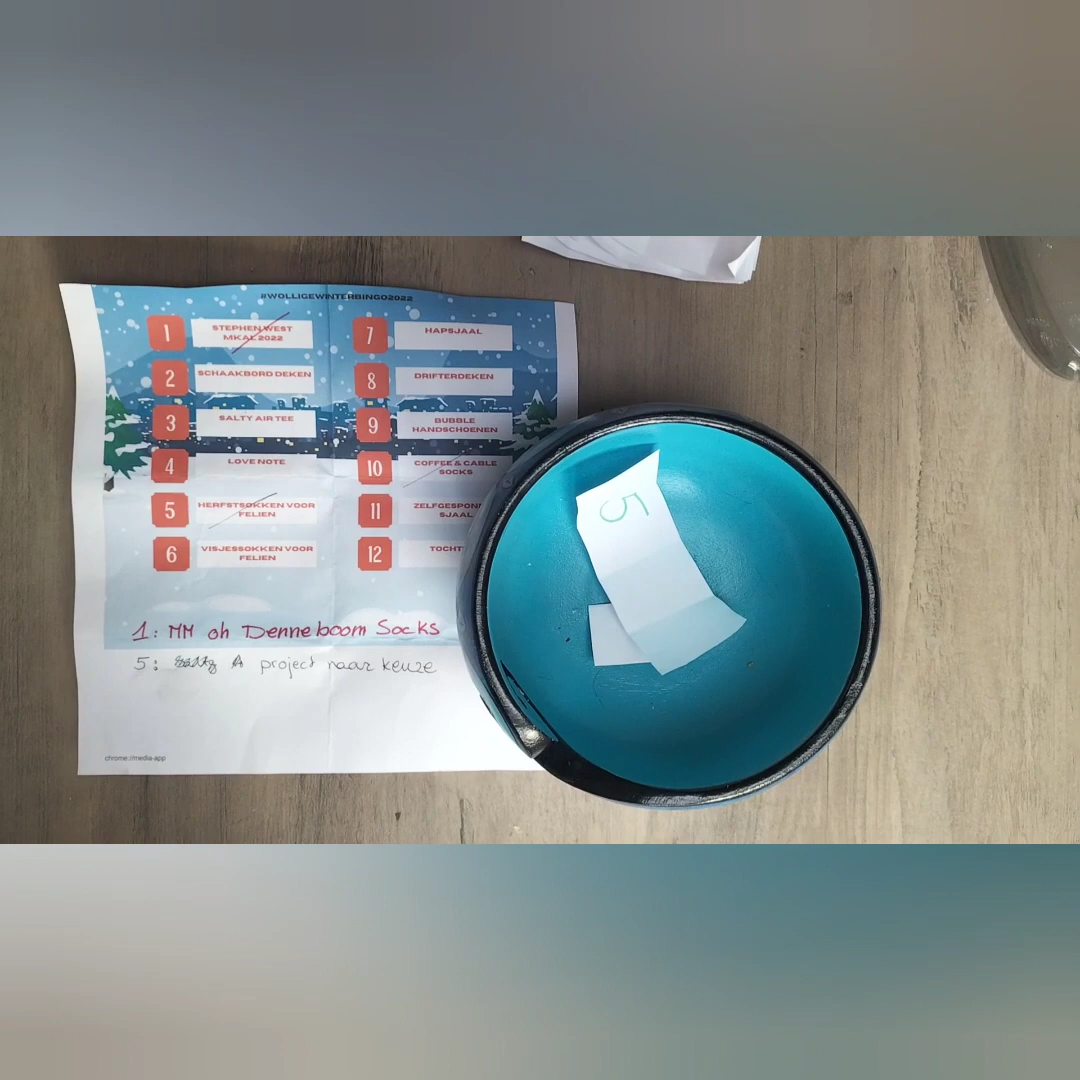 #WOLLIGEWINTERBINGO2022
1
STEPHEN WEST
MKAL 2022
2
SCHAAKBORD DEKEN
3
SALTY AIR TEE
4
LOVE NOTE
5
HERFSTSOKKEN VOOR
FELIEN
6
VISJESSOKKEN VOOR
FELIEN
7
HAPSJAAL
8
DRIFTERDEKEN
9
BUBBLE
HANDSCHOENEN
10
COFFEE & CABLE
SOCKS
11
SJAAL
12
1: MM oh Denneboom Socks
5: project naar keuze
chrome://media-app
5